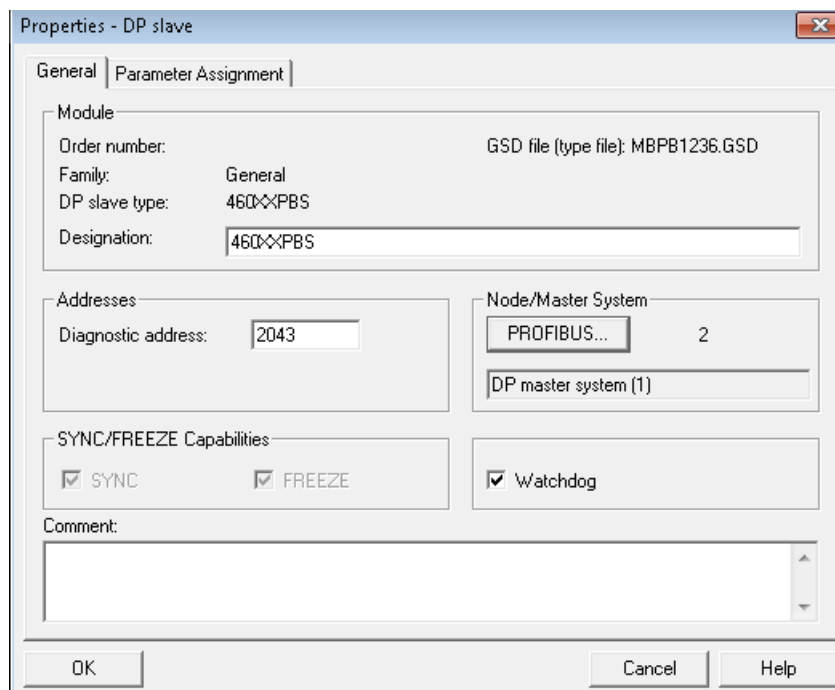 Properties - DP slave
General
Parameter Assignment
Module
Order number:
GSD file (type file): MBPB1236.GSD
Family:
General
DP slave type:
460XXPBS
Designation:
460XXPBS
Addresses
Diagnostic address:
2043
Node/Master System
PROFIBUS...
2
DP master system (1)
SYNC/FREEZE Capabilities
SYNC
FREEZE
Watchdog
Comment:
OK
Cancel
Help